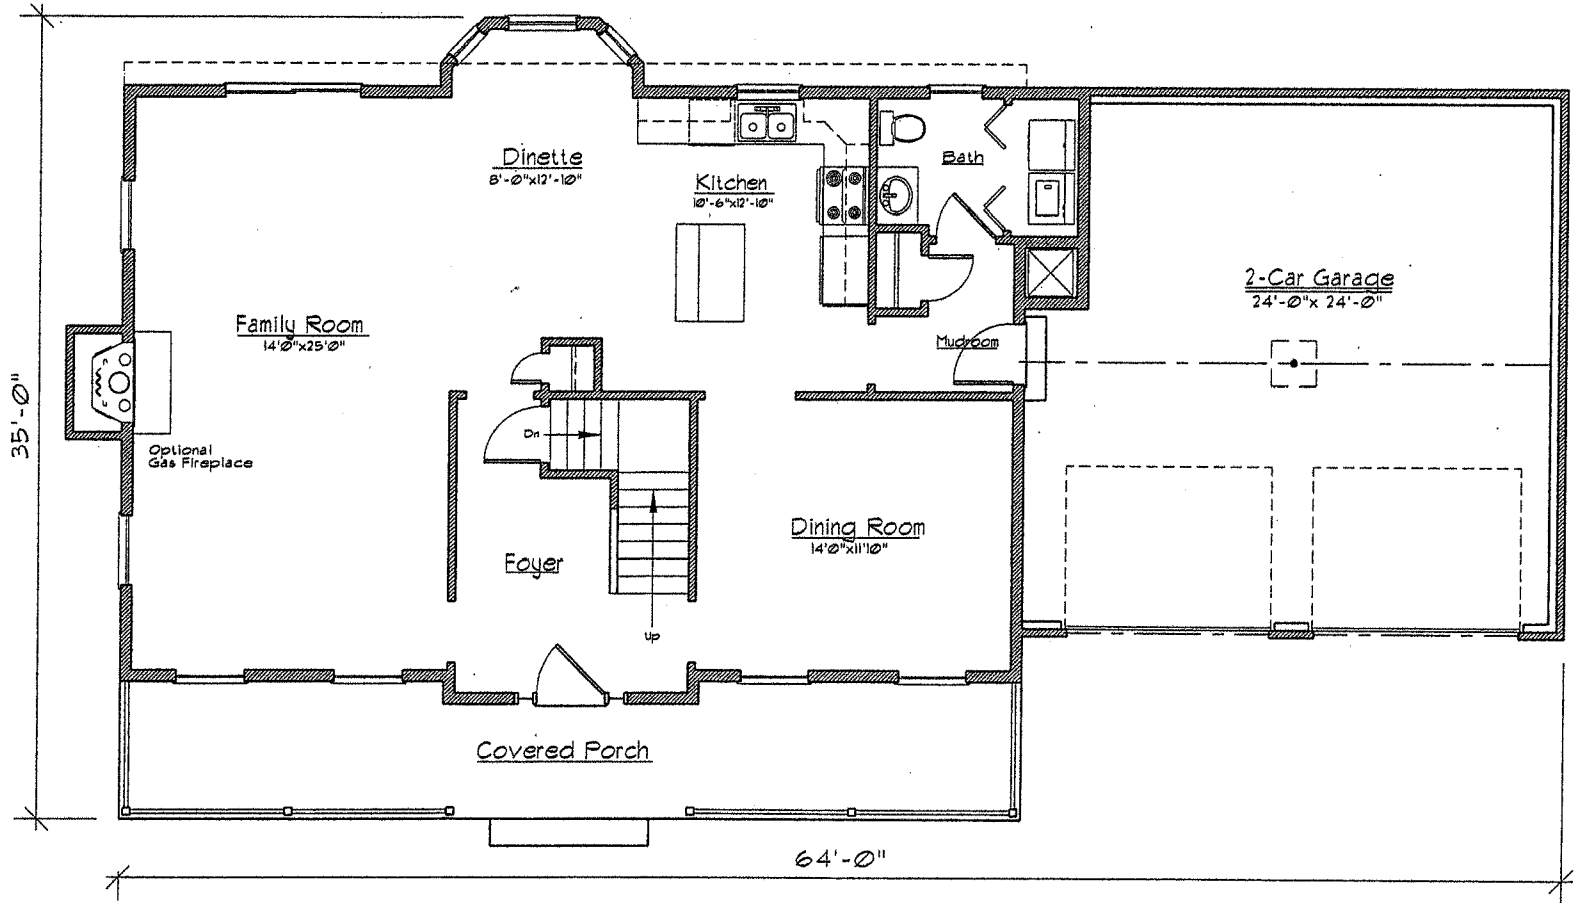 Dinette
8'-0"x12'-10"
Kitchen
10'-6"x12'-10"
Bath
2-Car Garage
24'-0"x 24'-0"
Family Room
14'0"x25'0"
Mudroom
35'-0"
Optional
Gas Fireplace
Dn
Dining Room
14'0"x11'10"
Foyer
Up
Covered Porch
64'-0"